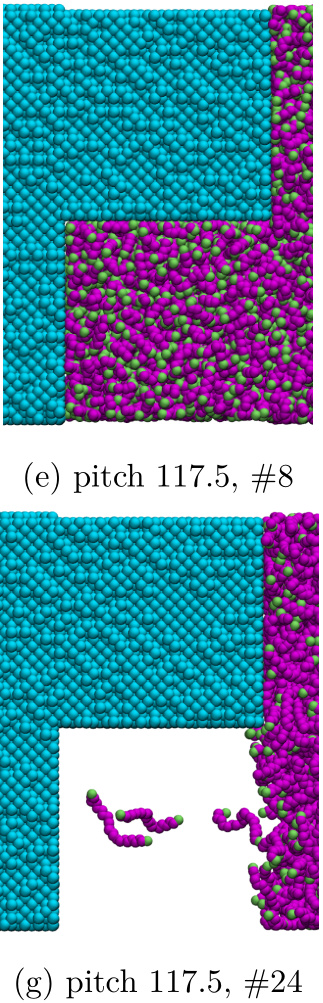 (e) pitch 117.5, #8
(g) pitch 117.5, #24